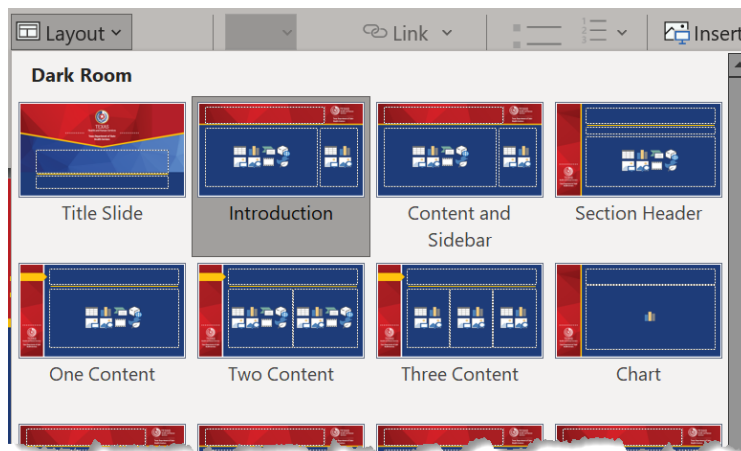 Layout
Link
Insert
Dark Room
Title Slide
Introduction
Content and
Sidebar
Section Header
One Content
Two Content
Three Content
Chart